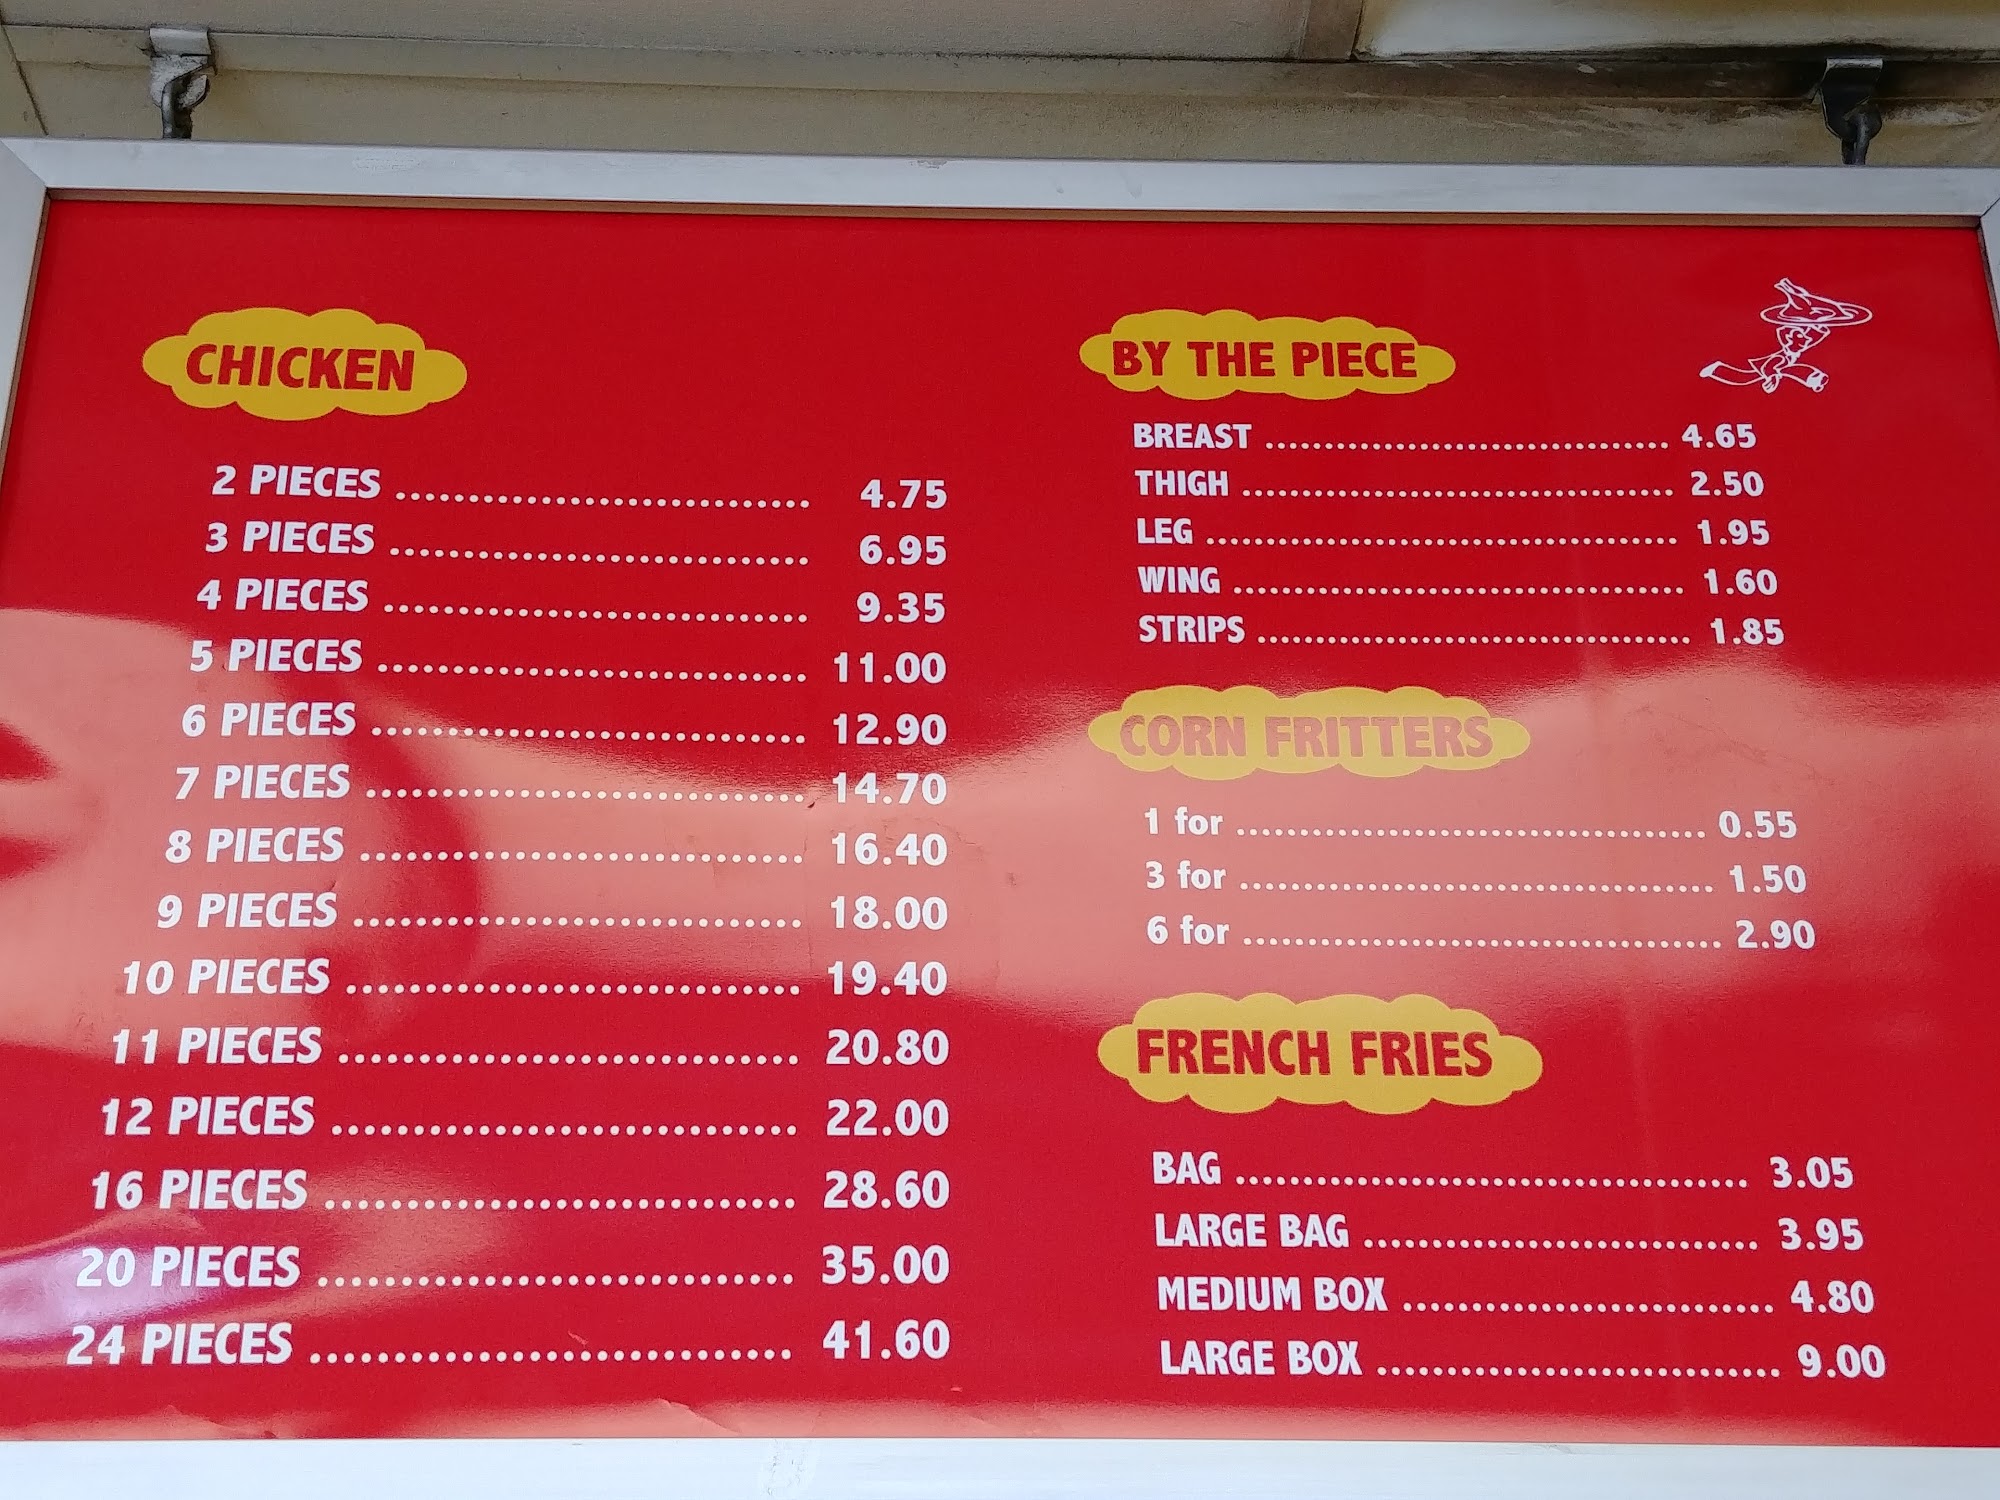 CHICKEN
2 PIECES ............................ 4.75
3 PIECES ............................ 6.95
4 PIECES ............................ 9.35
5 PIECES ............................ 11.00
6 PIECES ............................ 12.90
7 PIECES ............................ 14.70
8 PIECES ............................ 16.40
9 PIECES ............................ 18.00
10 PIECES ............................ 19.40
11 PIECES ............................ 20.80
12 PIECES ............................ 22.00
16 PIECES ............................ 28.60
20 PIECES ............................ 35.00
24 PIECES ............................ 41.60
BY THE PIECE
BREAST .................................. 4.65
THIGH .................................... 2.50
LEG ........................................ 1.95
WING ...................................... 1.60
STRIPS .................................... 1.85
CORN FRITTERS
1 for ...................................... 0.55
3 for ...................................... 1.50
6 for ...................................... 2.90
FRENCH FRIES
BAG ...................................... 3.05
LARGE BAG ............................ 3.95
MEDIUM BOX .......................... 4.80
LARGE BOX ............................ 9.00